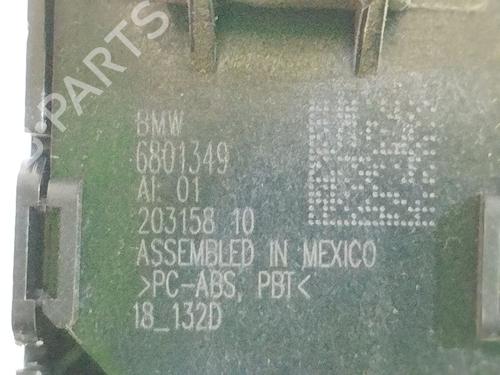 PARTS
BMW
6801349
AI: 01
203158 10
ASSEMBLED IN MEXICO
>PC-ABS, PBT<
18_132D